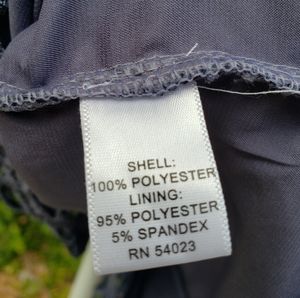 SHELL:
100% POLYESTER
LINING:
95% POLYESTER
5% SPANDEX
RN 54023